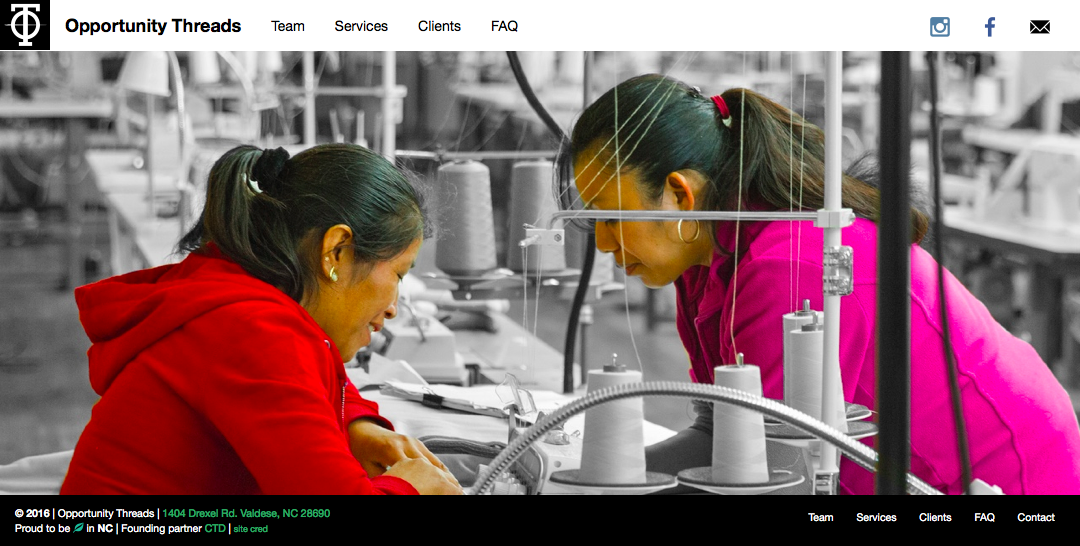 Opportunity Threads Team Services Clients FAQ
© 2016 | Opportunity Threads | 1404 Drexel Rd. Valdese, NC 28690
Proud to be in NC | Founding partner CTD | site cred
Team Services Clients FAQ Contact